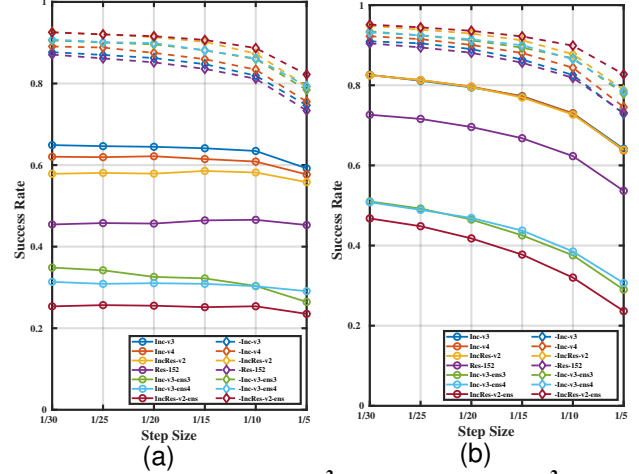 1
0.8
0.6
0.4
0.2
0
Success Rate
1/30 1/25 1/20 1/15 1/10 1/5
Step Size
Inc-v3 -Inc-v3
Inc-v4 -Inc-v4
IncRes-v2 -IncRes-v2
Res-152 -Res-152
Inc-v3-ens3 -Inc-v3-ens3
Inc-v3-ens4 -Inc-v3-ens4
IncRes-v2-ens -IncRes-v2-ens
(a)
1
0.8
0.6
0.4
0.2
0
Success Rate
1/30 1/25 1/20 1/15 1/10 1/5
Step Size
Inc-v3 -Inc-v3
Inc-v4 -Inc-v4
IncRes-v2 -IncRes-v2
Res-152 -Res-152
Inc-v3-ens3 -Inc-v3-ens3
Inc-v3-ens4 -Inc-v3-ens4
IncRes-v2-ens -IncRes-v2-ens
(b)